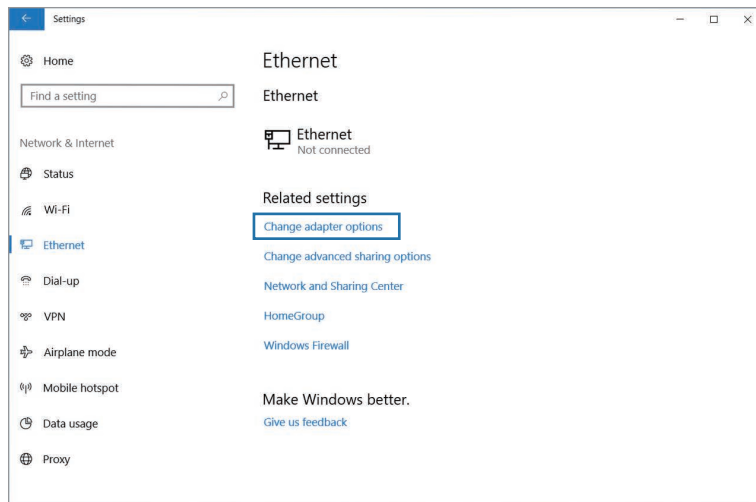 Settings
Home
Find a setting
Network & Internet
Status
Wi-Fi
Ethernet
Dial-up
VPN
Airplane mode
Mobile hotspot
Data usage
Proxy
Ethernet
Ethernet
Ethernet
Not connected
Related settings
Change adapter options
Change advanced sharing options
Network and Sharing Center
HomeGroup
Windows Firewall
Make Windows better.
Give us feedback